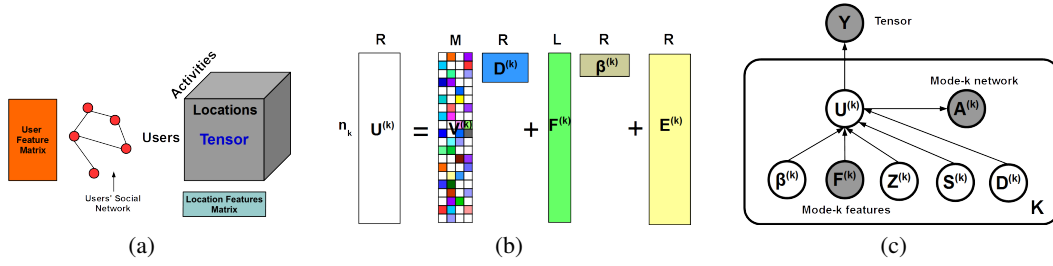 User
Feature
Matrix
Users'
Social
Network
Users
Activities
Locations
Tensor
Location Features
Matrix
(a)
R M R L R R
n_k U^(k) = V^(k) D^(k) + F^(k) β^(k) + E^(k)
(b)
Y Tensor
Mode-k network
U^(k) A^(k)
β^(k) F^(k) Z^(k) S^(k) D^(k)
Mode-k features
K
(c)